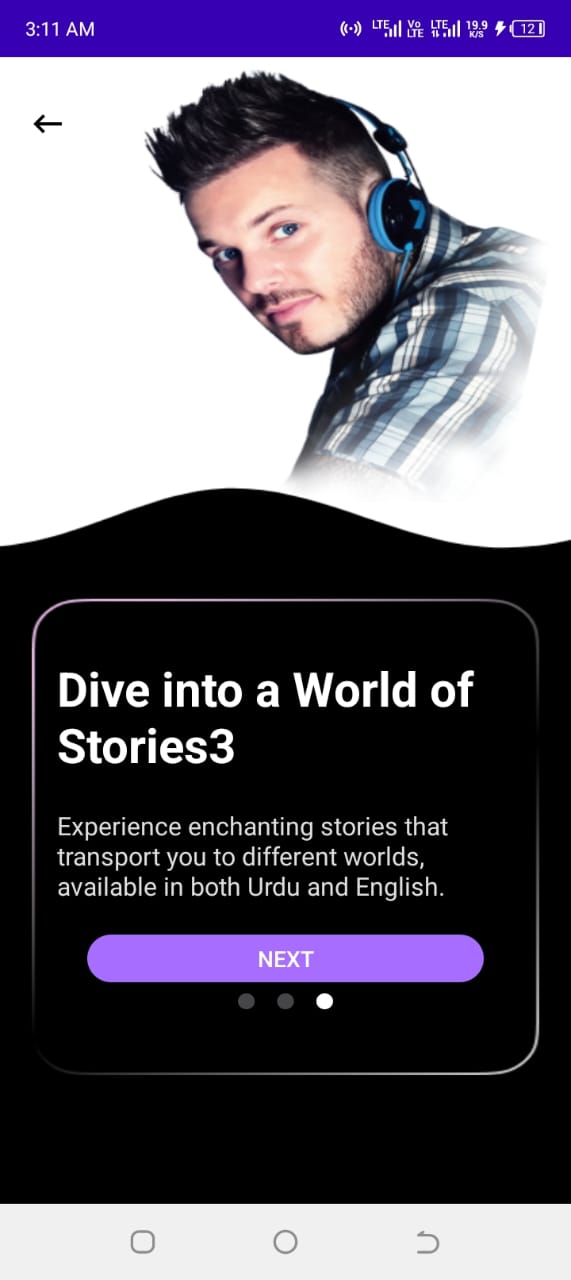 3:11 AM LTE Vo LTE LTE 19.9 K/S 12
Dive into a World of
Stories3
Experience enchanting stories that
transport you to different worlds,
available in both Urdu and English.
NEXT